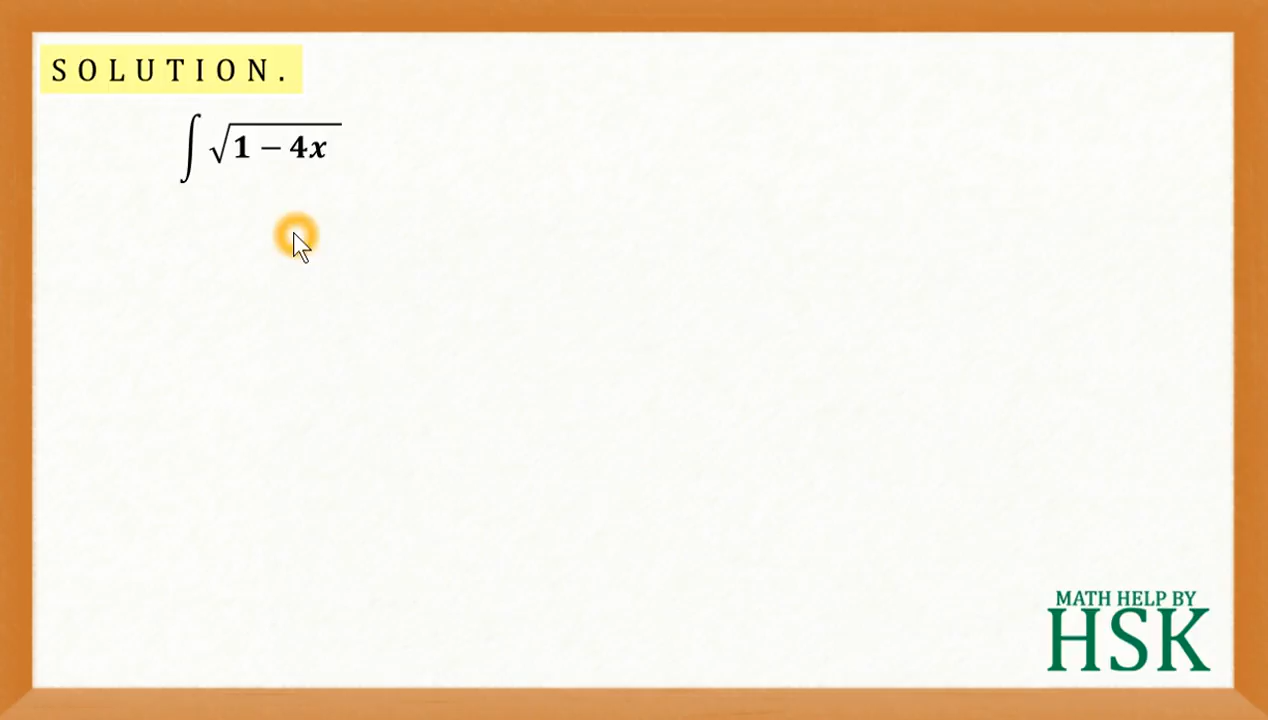 SOLUTION.
∫ √1 − 4x
MATH HELP BY
HSK